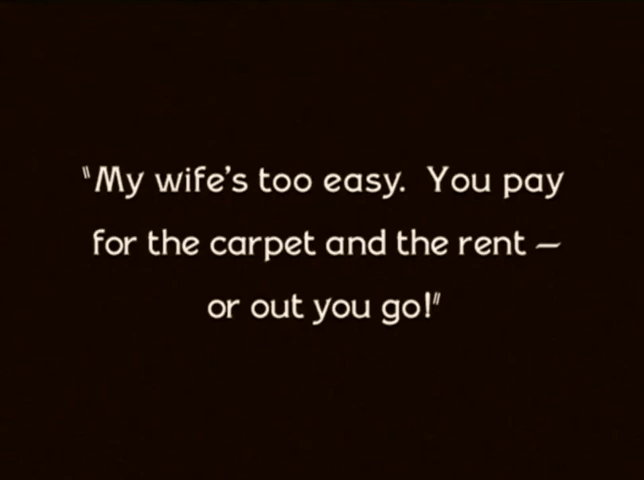 "My wife's too easy.  You pay
for the carpet and the rent —
or out you go!"